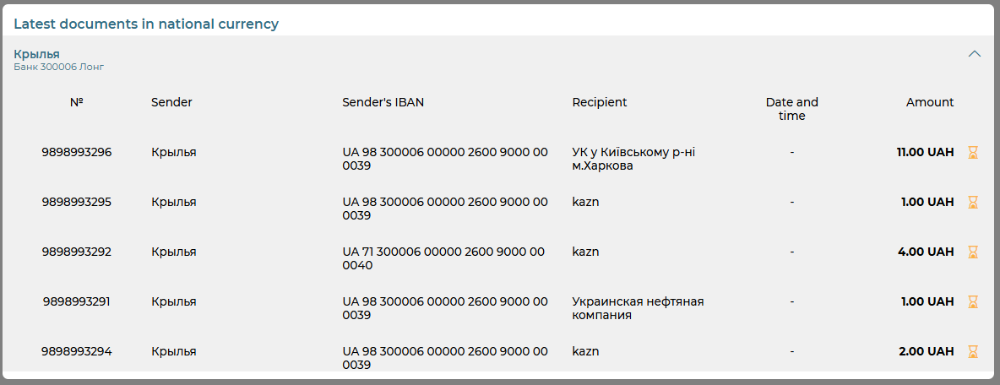 Latest documents in national currency
Крылья
Банк 300006 Лонг
№ Sender Sender's IBAN Recipient Date and Amount
time
9898993296 Крылья UA 98 300006 00000 2600 9000 00 УК у Київському р-ні - 11.00 UAH
0039 м.Харкова
9898993295 Крылья UA 98 300006 00000 2600 9000 00 kazn - 1.00 UAH
0039
9898993292 Крылья UA 71 300006 00000 2600 9000 00 kazn - 4.00 UAH
0040
9898993291 Крылья UA 98 300006 00000 2600 9000 00 Украинская нефтяная - 1.00 UAH
0039 компания
9898993294 Крылья UA 98 300006 00000 2600 9000 00 kazn - 2.00 UAH
0039